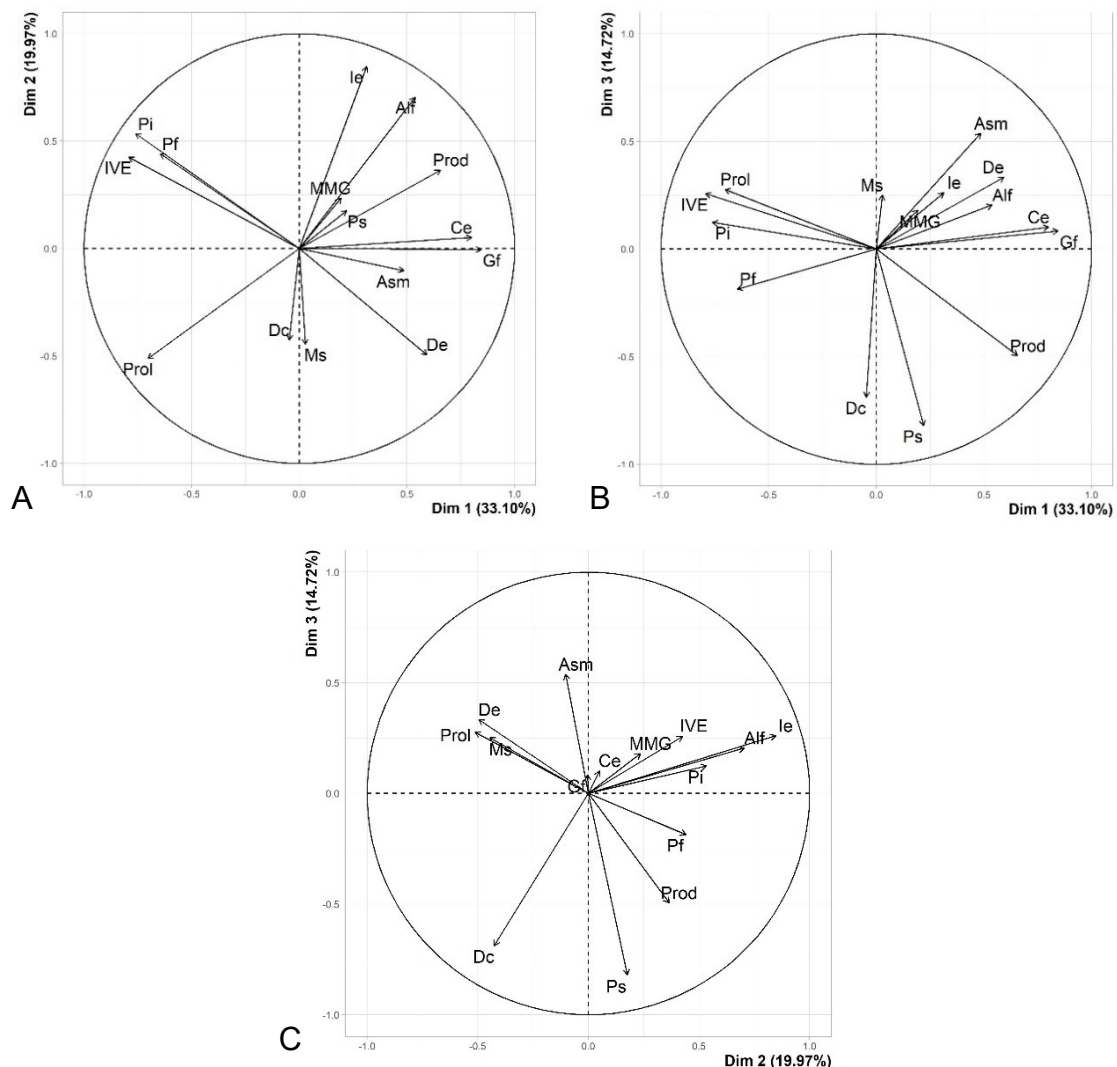 Dim 2 (19.97%)
1.0
0.5
0.0
-0.5
-1.0
Ie
Alf
Pi
Pf
IVE
Prod
MMG
Ps
Ce
Gf
Asm
Dc
Ms
De
Prol
-1.0 -0.5 0.0 0.5 1.0
Dim 1 (33.10%)
A
Dim 3 (14.72%)
1.0
0.5
0.0
-0.5
-1.0
Asm
De
Prol
Ms
Ie
IVE
Alf
MMG
Pi
Ce
Gf
Pf
Prod
Dc
Ps
-1.0 -0.5 0.0 0.5 1.0
Dim 1 (33.10%)
B
Dim 3 (14.72%)
1.0
0.5
0.0
-0.5
-1.0
Asm
De
IVE
Ie
Prol
Ms
MMG
Alf
Ce
Gf
Pi
Pf
Prod
Dc
Ps
-1.0 -0.5 0.0 0.5 1.0
Dim 2 (19.97%)
C